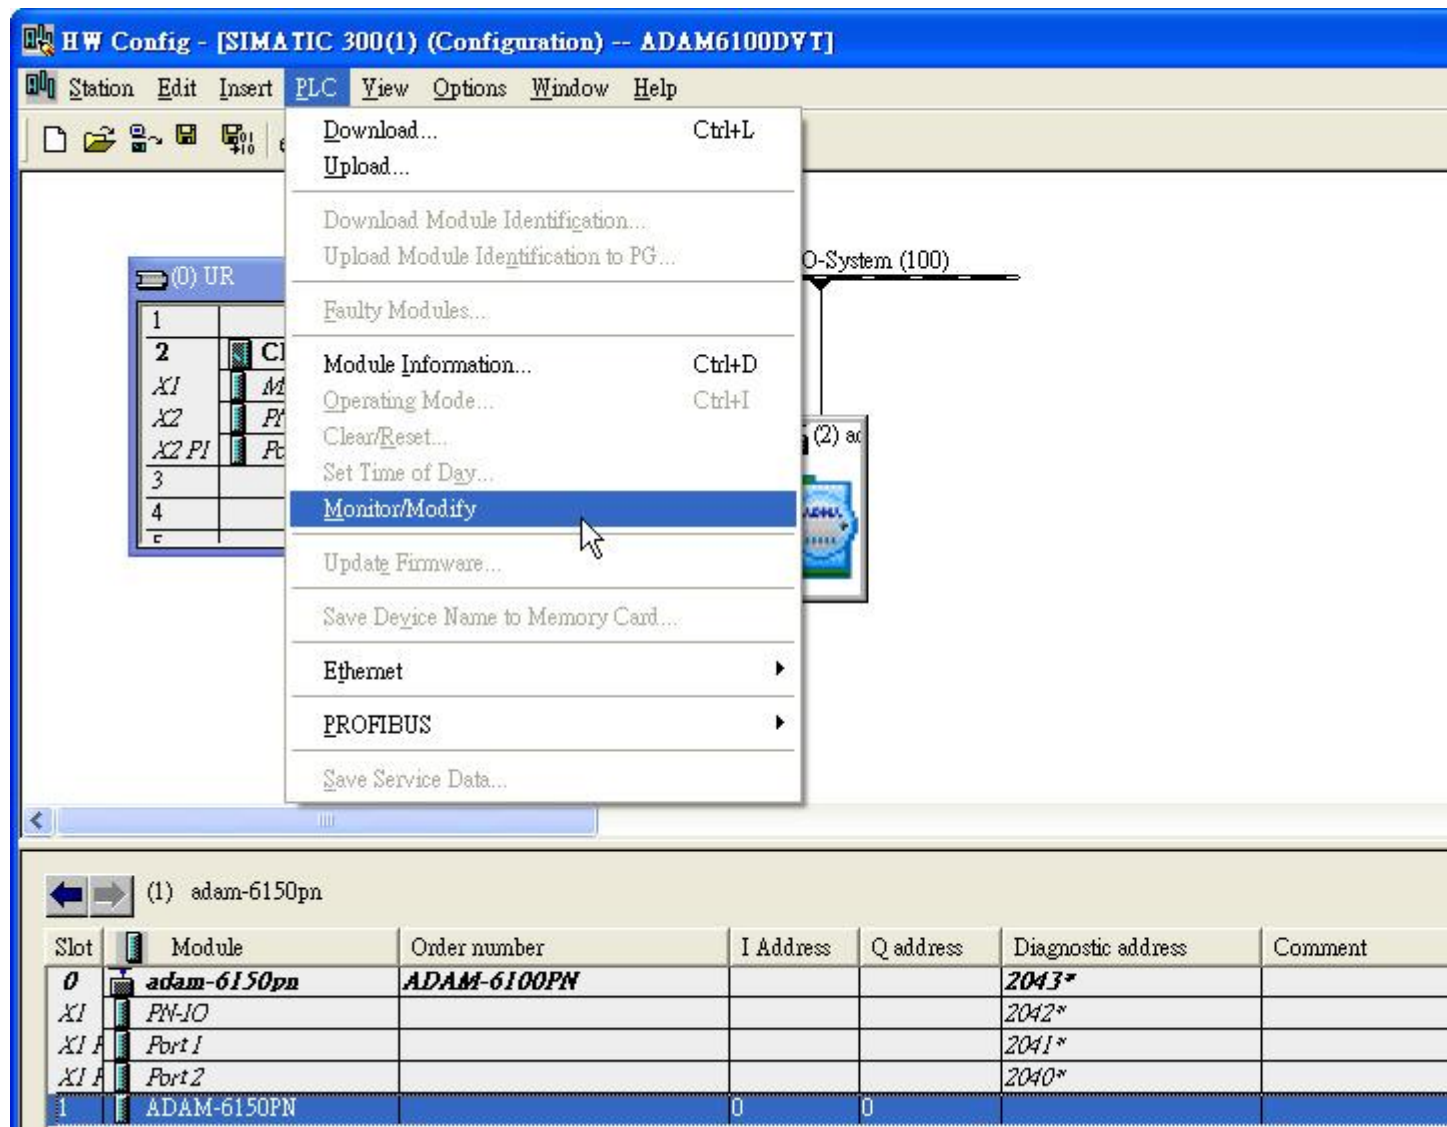 HW Config - [SIMATIC 300(1) (Configuration) -- ADAM6100DVT]
Station Edit Insert PLC View Options Window Help
Download... Ctrl+L
Upload...
Download Module Identification...
Upload Module Identification to PG...
Faulty Modules...
Module Information... Ctrl+D
Operating Mode... Ctrl+I
Clear/Reset...
Set Time of Day...
Monitor/Modify
Update Firmware...
Save Device Name to Memory Card...
Ethernet
PROFIBUS
Save Service Data...
(0) UR
1
2
X1
X2
X2 P1
3
4
O-System (100)
(2)
(1) adam-6150pn
Slot Module Order number I Address Q address Diagnostic address Comment
0 adam-6150pn ADAM-6100PN 2043*
X1 PN-IO 2042*
X1 Port 1 2041*
X1 Port 2 2040*
1 ADAM-6150PN 0 0